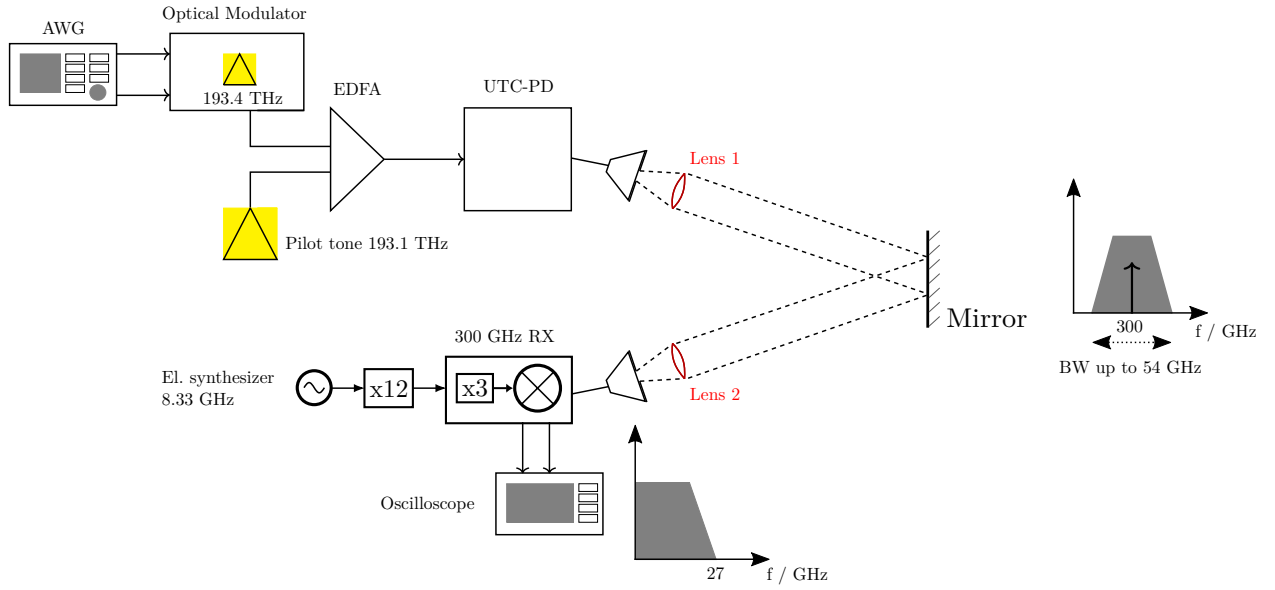 Optical Modulator
AWG
193.4 THz
EDFA
UTC-PD
Lens 1
Pilot tone 193.1 THz
Mirror
300
f / GHz
BW up to 54 GHz
300 GHz RX
El. synthesizer
8.33 GHz
x12
x3
Lens 2
Oscilloscope
27
f / GHz